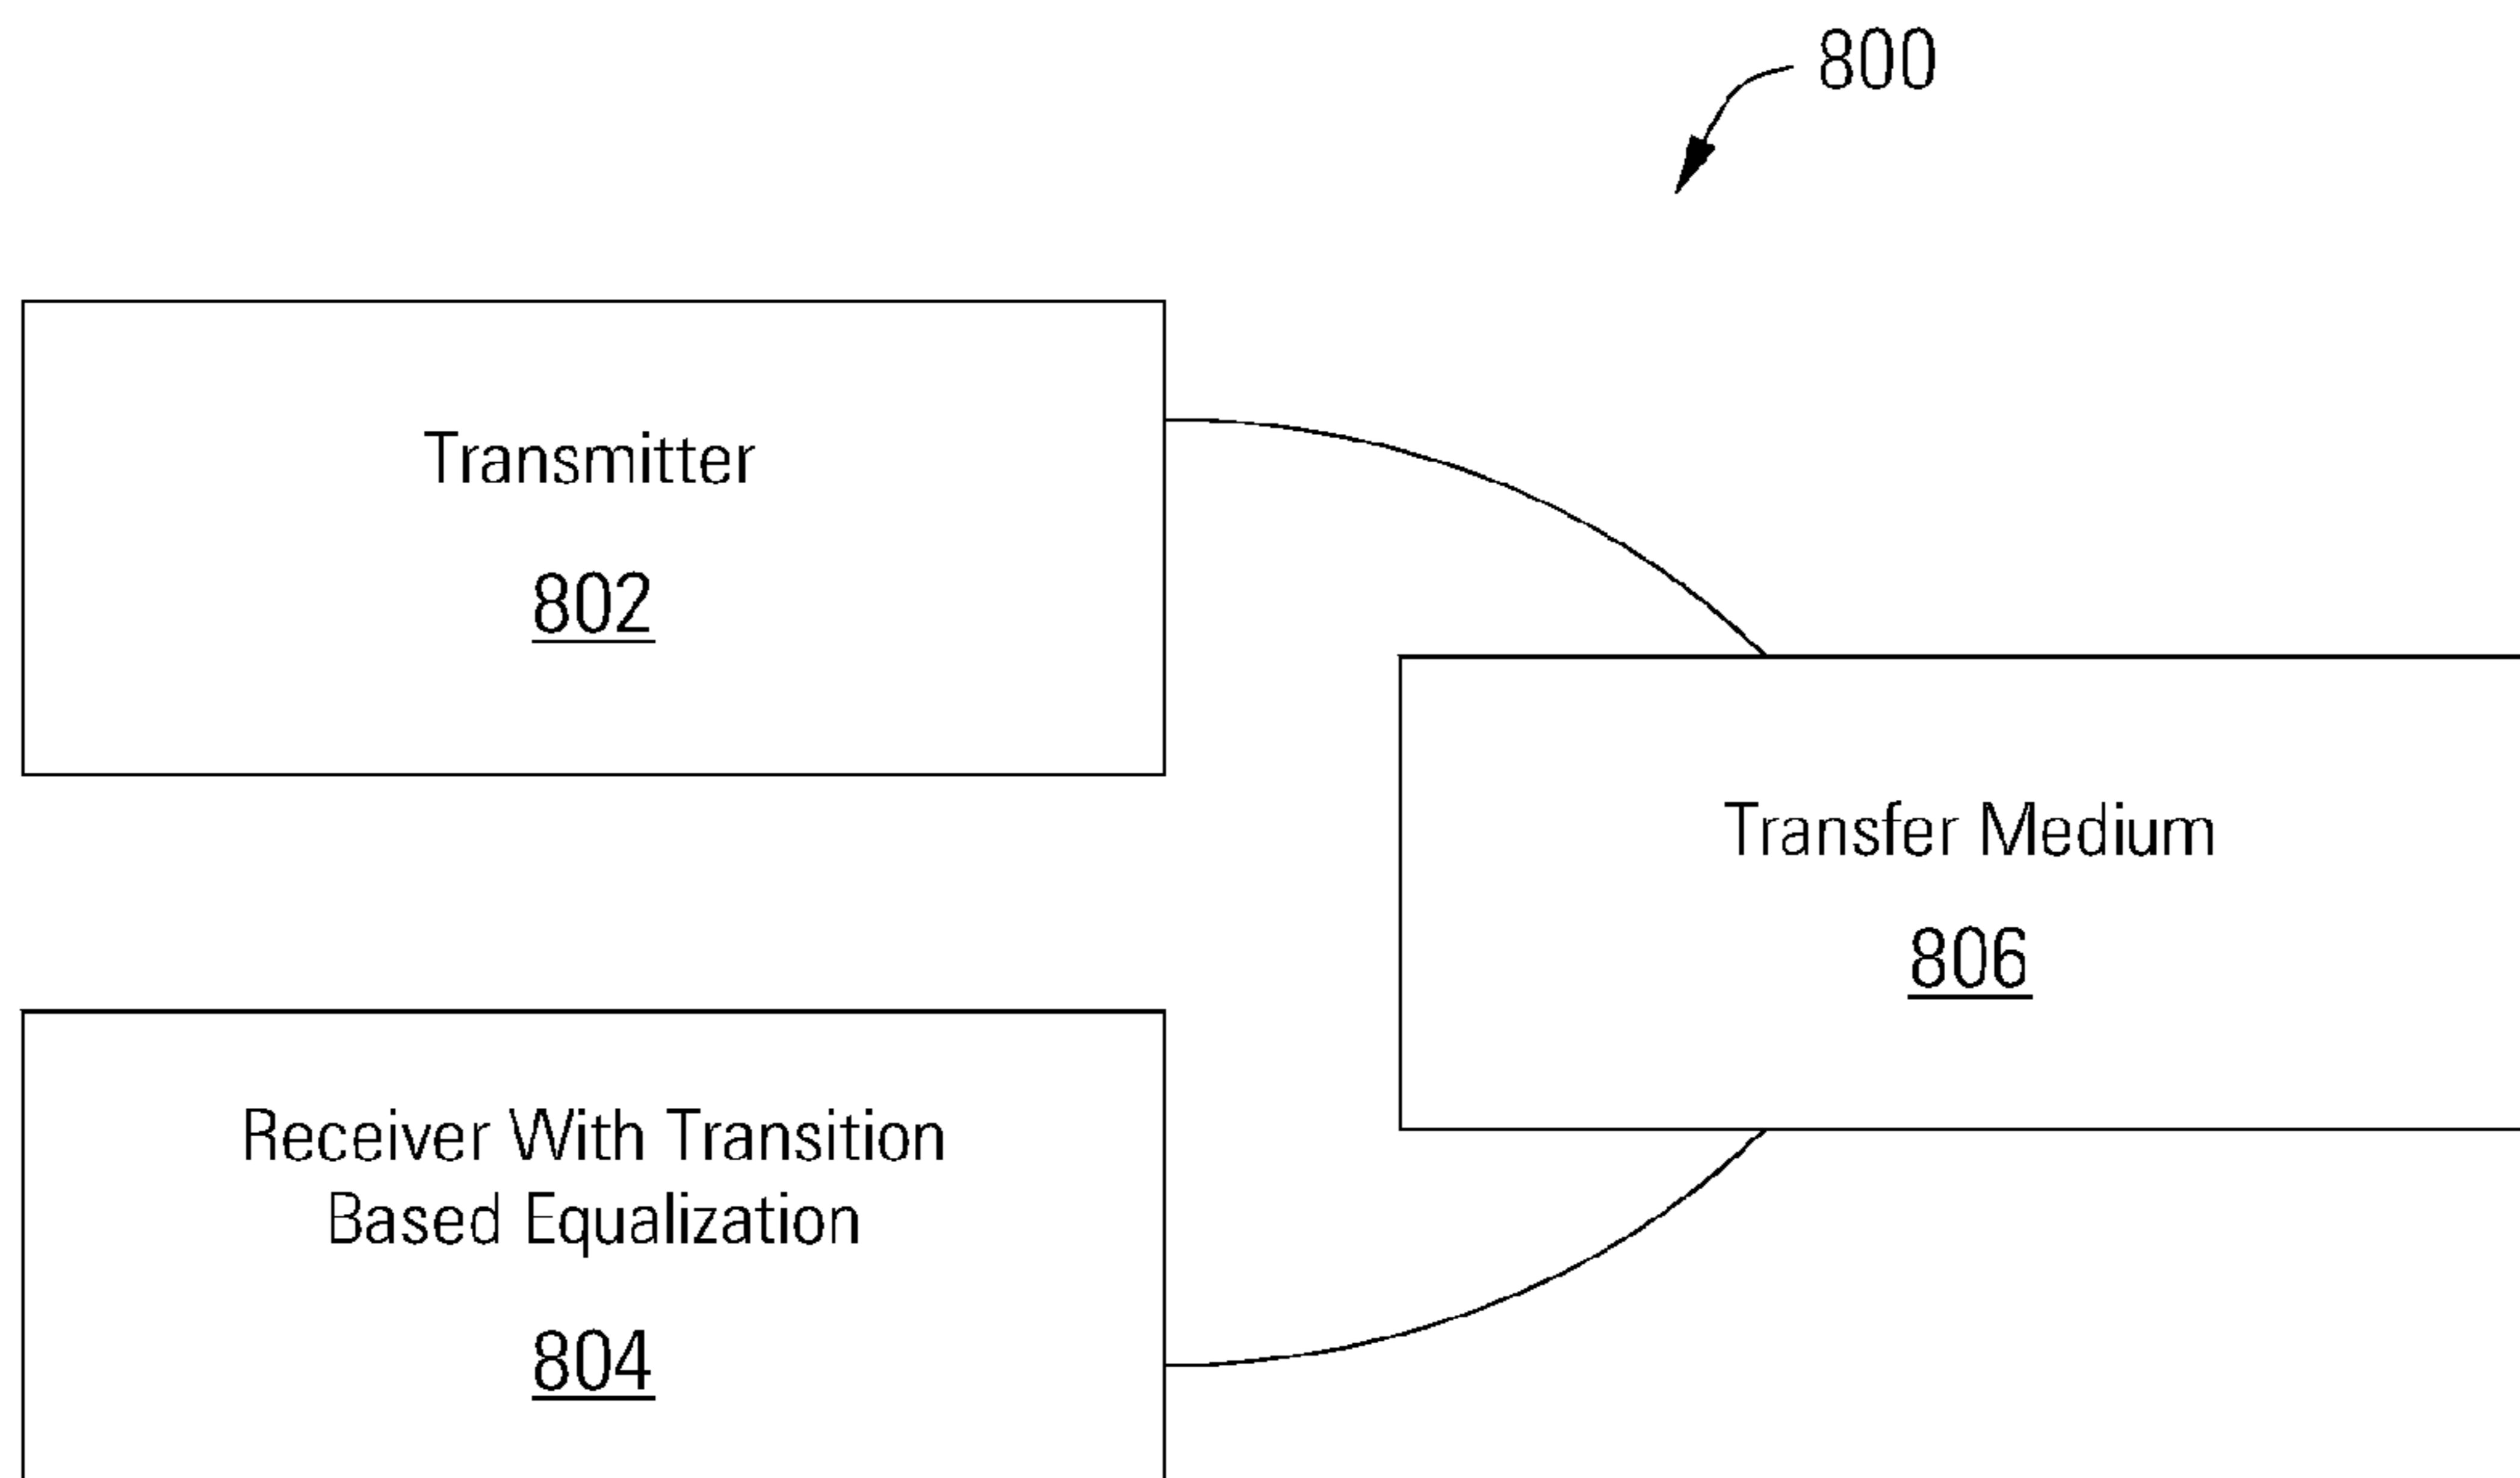 800
Transmitter
802
Transfer Medium
806
Receiver With Transition
Based Equalization
804